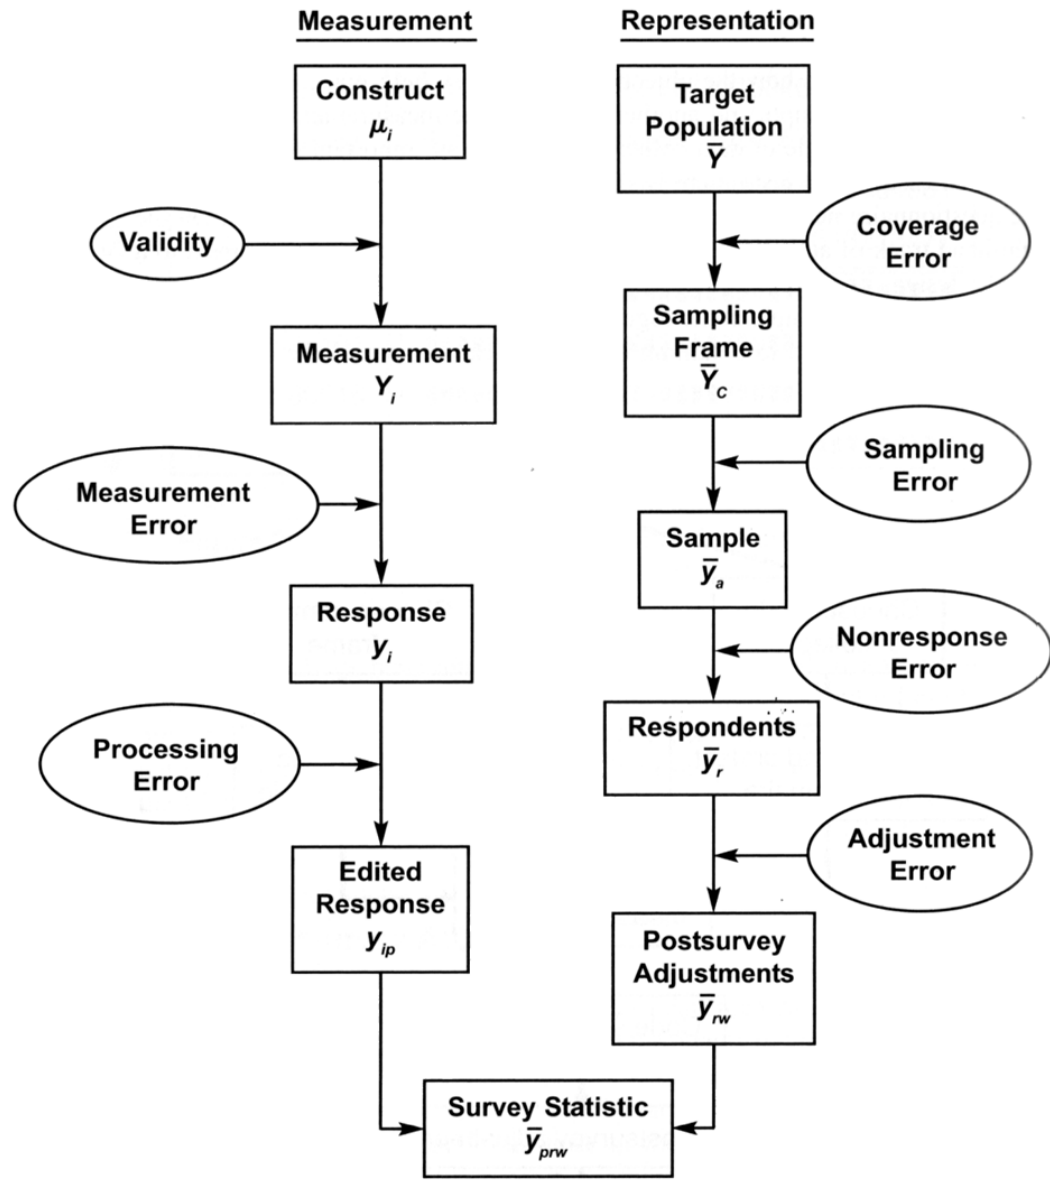 Measurement
Construct
μi
Validity
Measurement
Yi
Measurement
Error
Response
yi
Processing
Error
Edited
Response
yip
Representation
Target
Population
Ȳ
Coverage
Error
Sampling
Frame
ȲC
Sampling
Error
Sample
ȳa
Nonresponse
Error
Respondents
ȳr
Adjustment
Error
Postsurvey
Adjustments
ȳrw
Survey Statistic
ȳprw